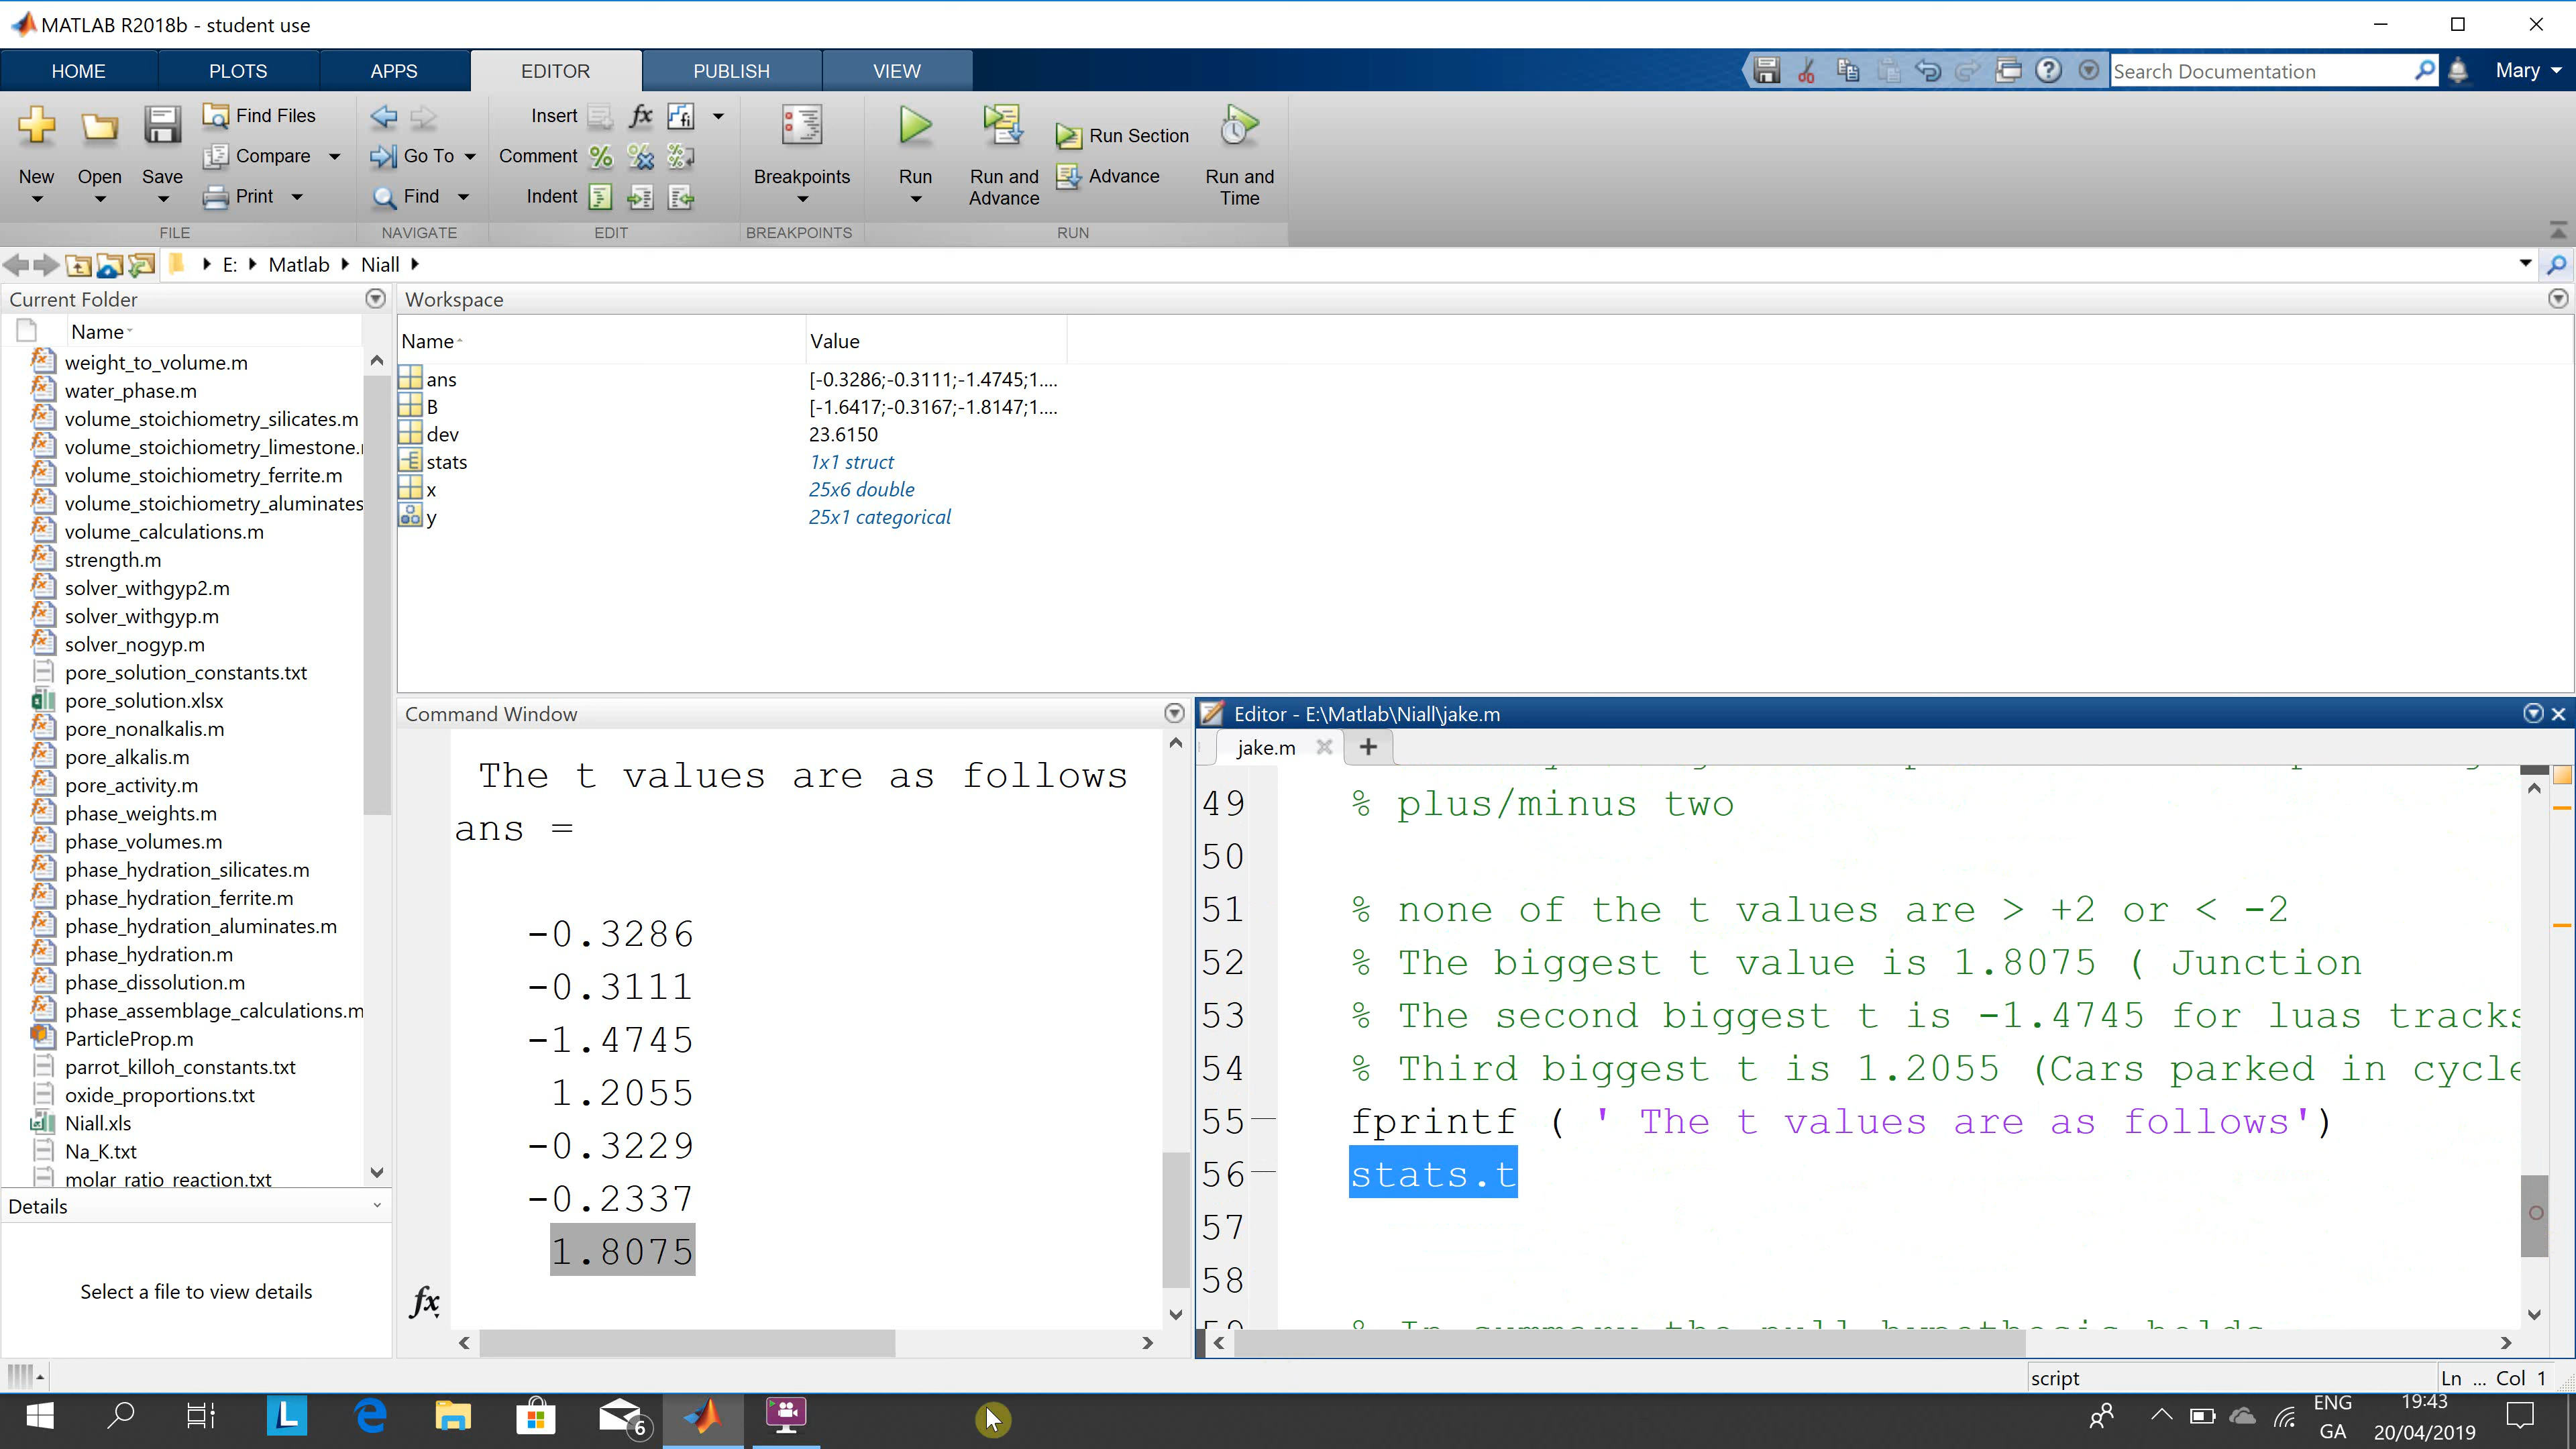 MATLAB R2018b - student use
HOME PLOTS APPS EDITOR PUBLISH VIEW
Search Documentation
Mary
New Open Save
Find Files
Compare
Print
FILE
Go To
Find
NAVIGATE
Insert fx fi
Comment % % %
Indent
EDIT
Breakpoints
BREAKPOINTS
Run
Run and Advance
Run Section
Advance
Run and Time
RUN
E: Matlab Niall
Current Folder
Name
weight_to_volume.m
water_phase.m
volume_stoichiometry_silicates.m
volume_stoichiometry_limestone.
volume_stoichiometry_ferrite.m
volume_stoichiometry_aluminates
volume_calculations.m
strength.m
solver_withgyp2.m
solver_withgyp.m
solver_nogyp.m
pore_solution_constants.txt
pore_solution.xlsx
pore_nonalkalis.m
pore_alkalis.m
pore_activity.m
phase_weights.m
phase_volumes.m
phase_hydration_silicates.m
phase_hydration_ferrite.m
phase_hydration_aluminates.m
phase_hydration.m
phase_dissolution.m
phase_assemblage_calculations.m
ParticleProp.m
parrot_killoh_constants.txt
oxide_proportions.txt
Niall.xls
Na_K.txt
molar_ratio_reaction.txt
Details
Select a file to view details
Workspace
Name Value
ans [-0.3286;-0.3111;-1.4745;1....
B [-1.6417;-0.3167;-1.8147;1....
dev 23.6150
stats 1x1 struct
x 25x6 double
y 25x1 categorical
Command Window
The t values are as follows
ans =
-0.3286
-0.3111
-1.4745
1.2055
-0.3229
-0.2337
1.8075
fx
Editor - E:\Matlab\Niall\jake.m
jake.m +
49 % plus/minus two
50
51 % none of the t values are > +2 or < -2
52 % The biggest t value is 1.8075 ( Junction
53 % The second biggest t is -1.4745 for luas tracks
54 % Third biggest t is 1.2055 (Cars parked in cycle
55 fprintf ( ' The t values are as follows')
56 stats.t
57
58
59 % In summary the null hypothesis holds
script
Ln ... Col 1
L
6
ENG
GA
19:43
20/04/2019